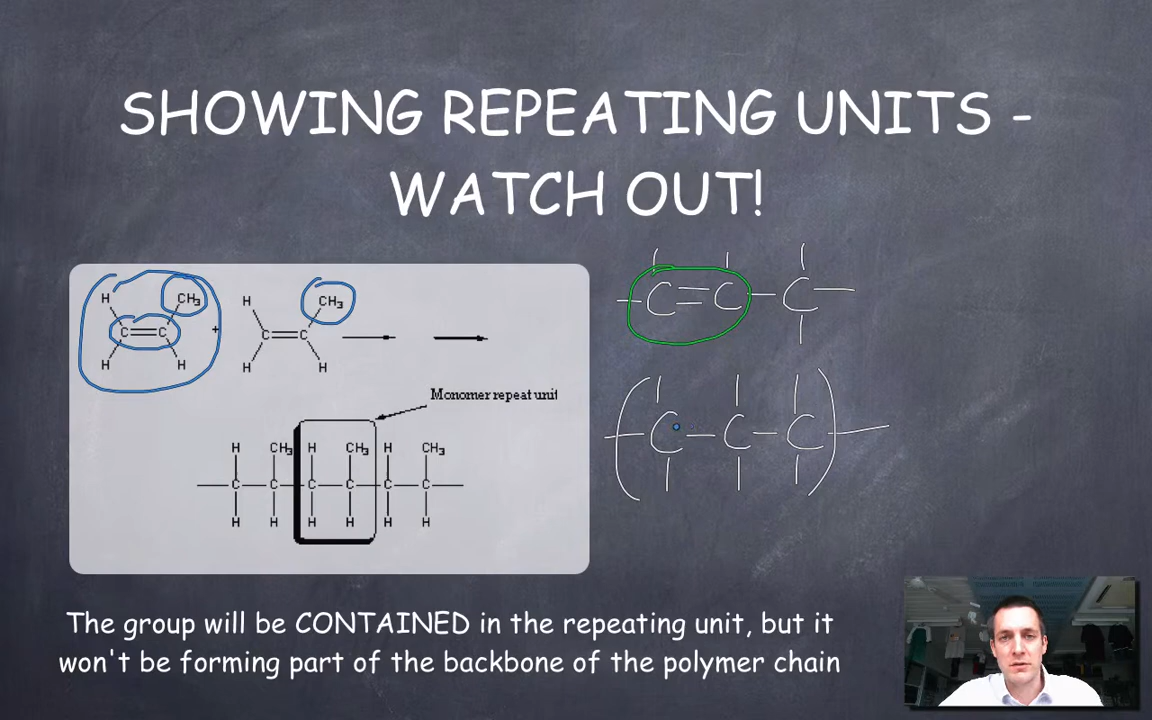 SHOWING REPEATING UNITS -
WATCH OUT!
H CH3 H CH3
C C + C C
H H H H
Monomer repeat unit
H CH3 H CH3 H CH3
C C C C C C
H H H H H H
C = C - C
C - C - C
The group will be CONTAINED in the repeating unit, but it
won't be forming part of the backbone of the polymer chain